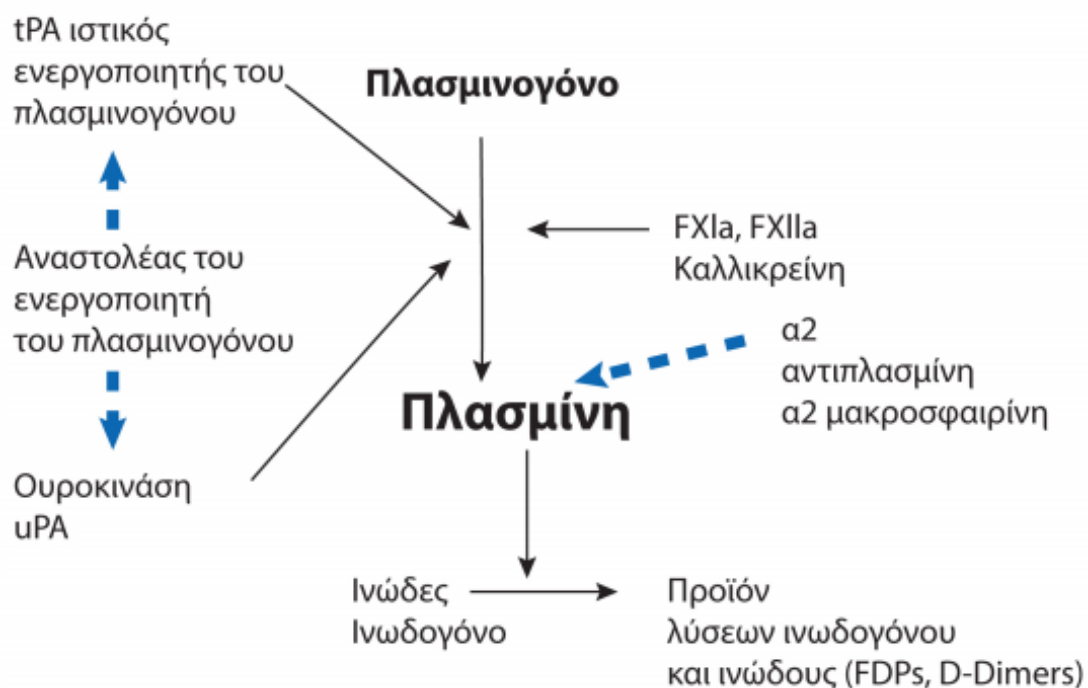 tPA ιστικός
ενεργοποιητής του
πλασμινογόνου
Πλασμινογόνο
FXIa, FXIIa
Καλλικρεΐνη
Αναστολέας του
ενεργοποιητή
του πλασμινογόνου
α2
αντιπλασμίνη
α2 μακροσφαιρίνη
Πλασμίνη
Ουροκινάση
uPA
Ινώδες
Ινωδογόνο
Προϊόν
λύσεων ινωδογόνου
και ινώδους (FDPs, D-Dimers)